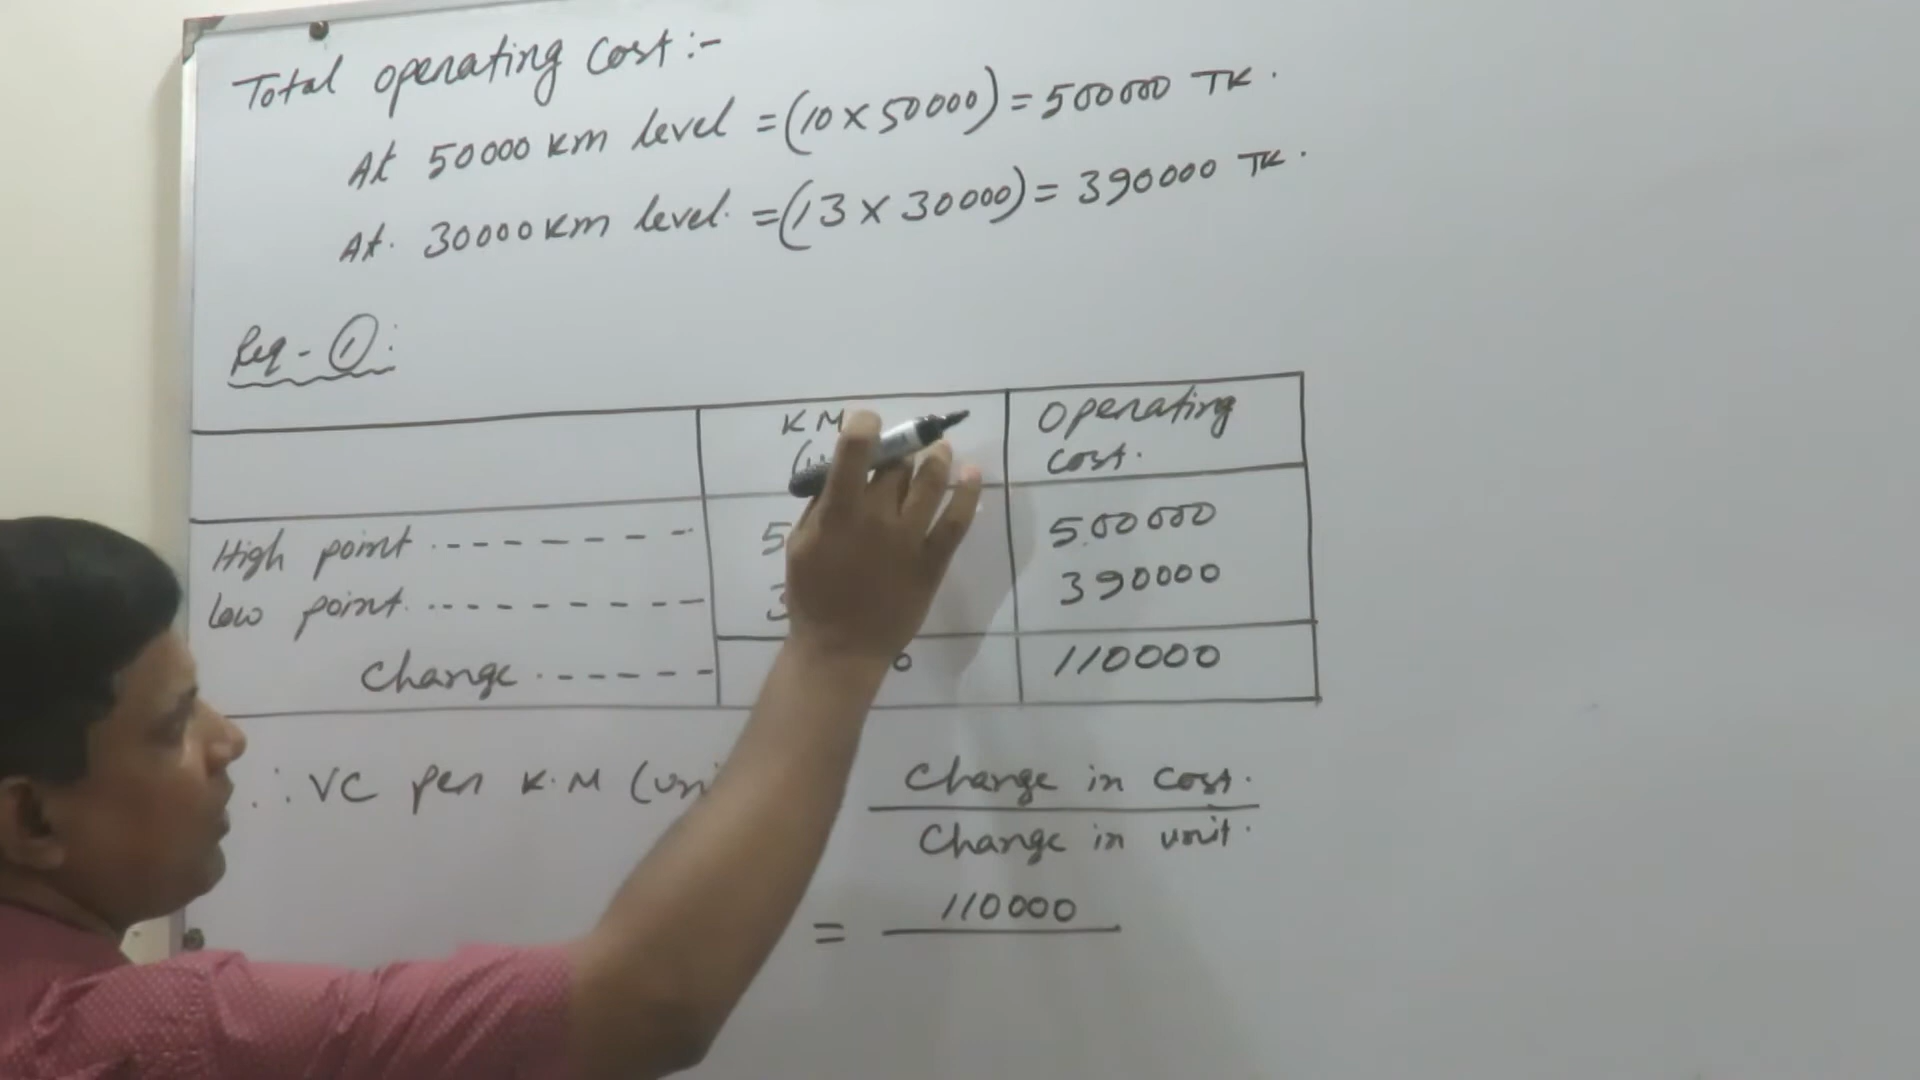 Total operating Cost :-
At 50000 KM level = (10 x 50000) = 500000 TK.
At. 30000 KM level. = (13 x 30000) = 390000 TK.
Req - ①:
KM Operating
Cost.
High point 500000
Low point. 390000
Change 110000
∴ VC per K.M Change in Cost.
Change in unit.
= 110000